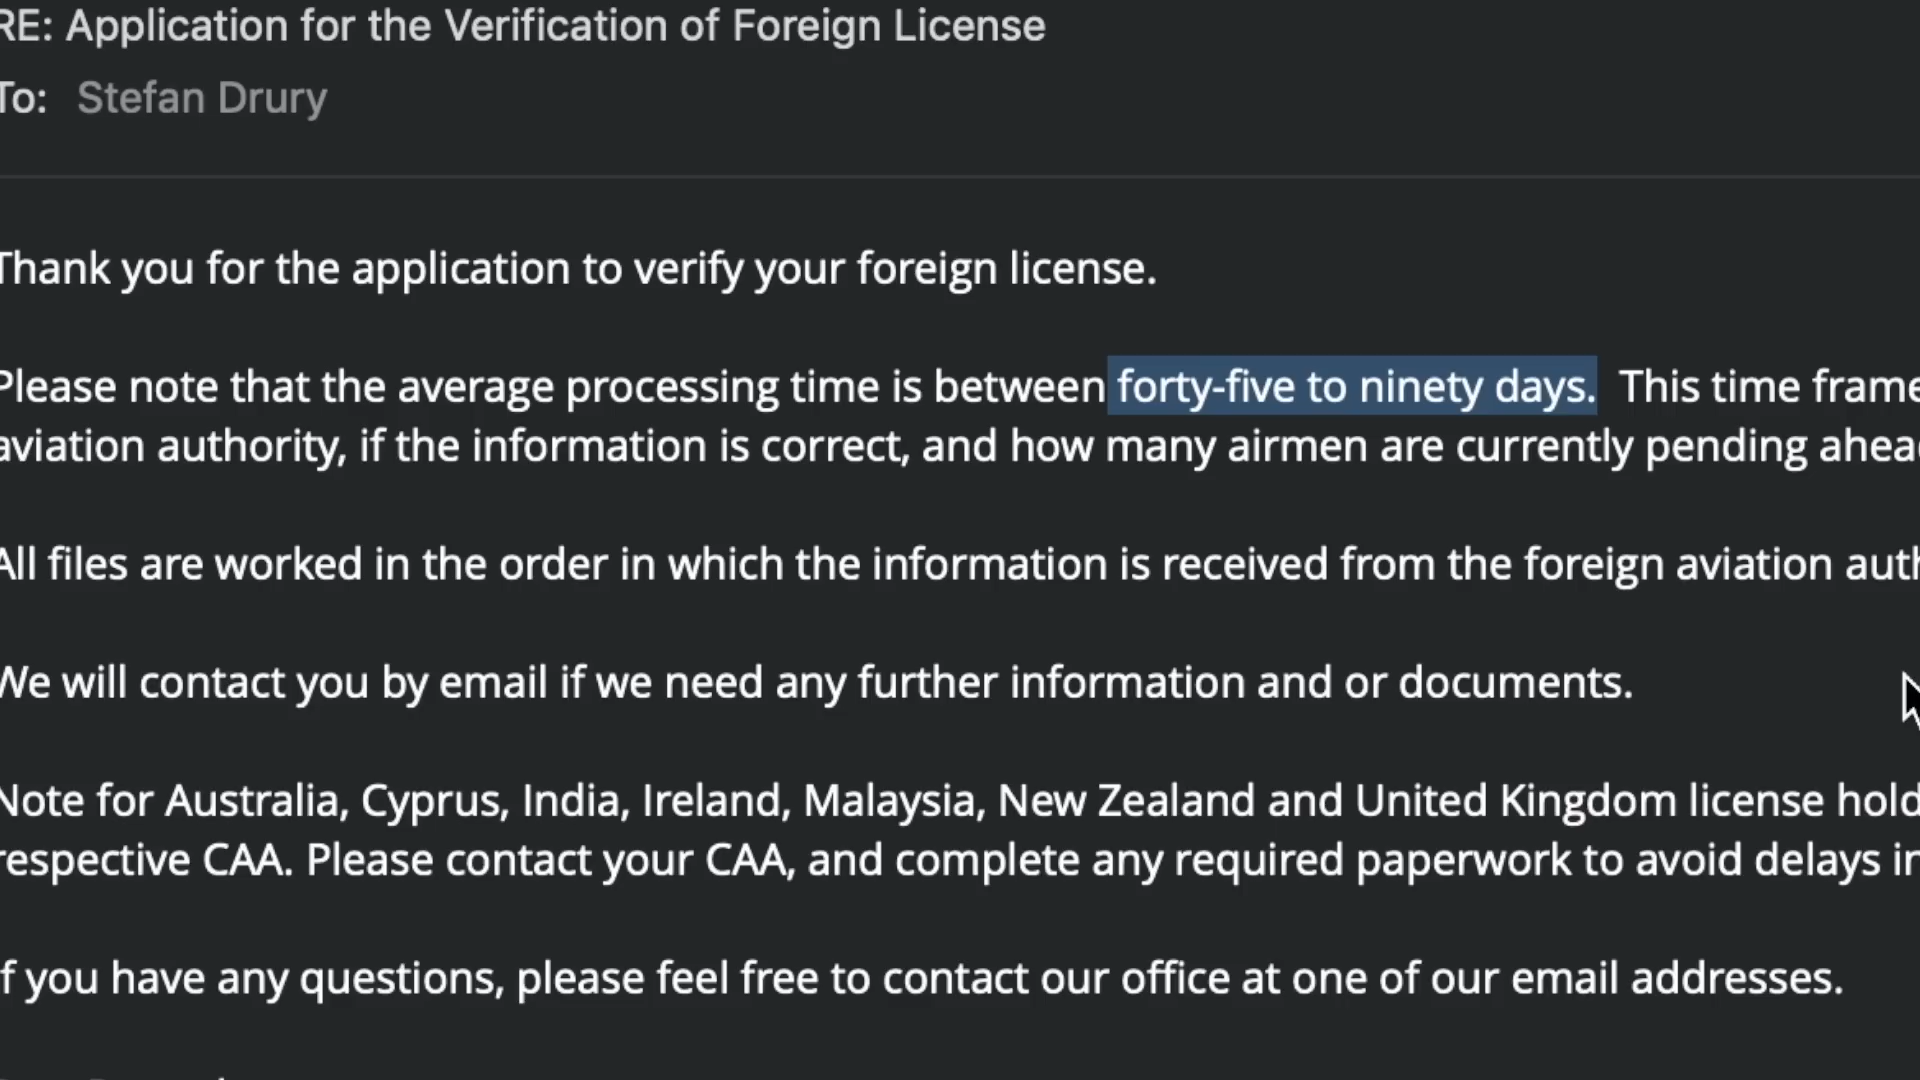 RE: Application for the Verification of Foreign License
To: Stefan Drury
Thank you for the application to verify your foreign license.
Please note that the average processing time is between forty-five to ninety days. This time frame
aviation authority, if the information is correct, and how many airmen are currently pending
All files are worked in the order in which the information is received from the foreign aviation
We will contact you by email if we need any further information and or documents.
Note for Australia, Cyprus, India, Ireland, Malaysia, New Zealand and United Kingdom license
respective CAA. Please contact your CAA, and complete any required paperwork to avoid delays
If you have any questions, please feel free to contact our office at one of our email addresses.